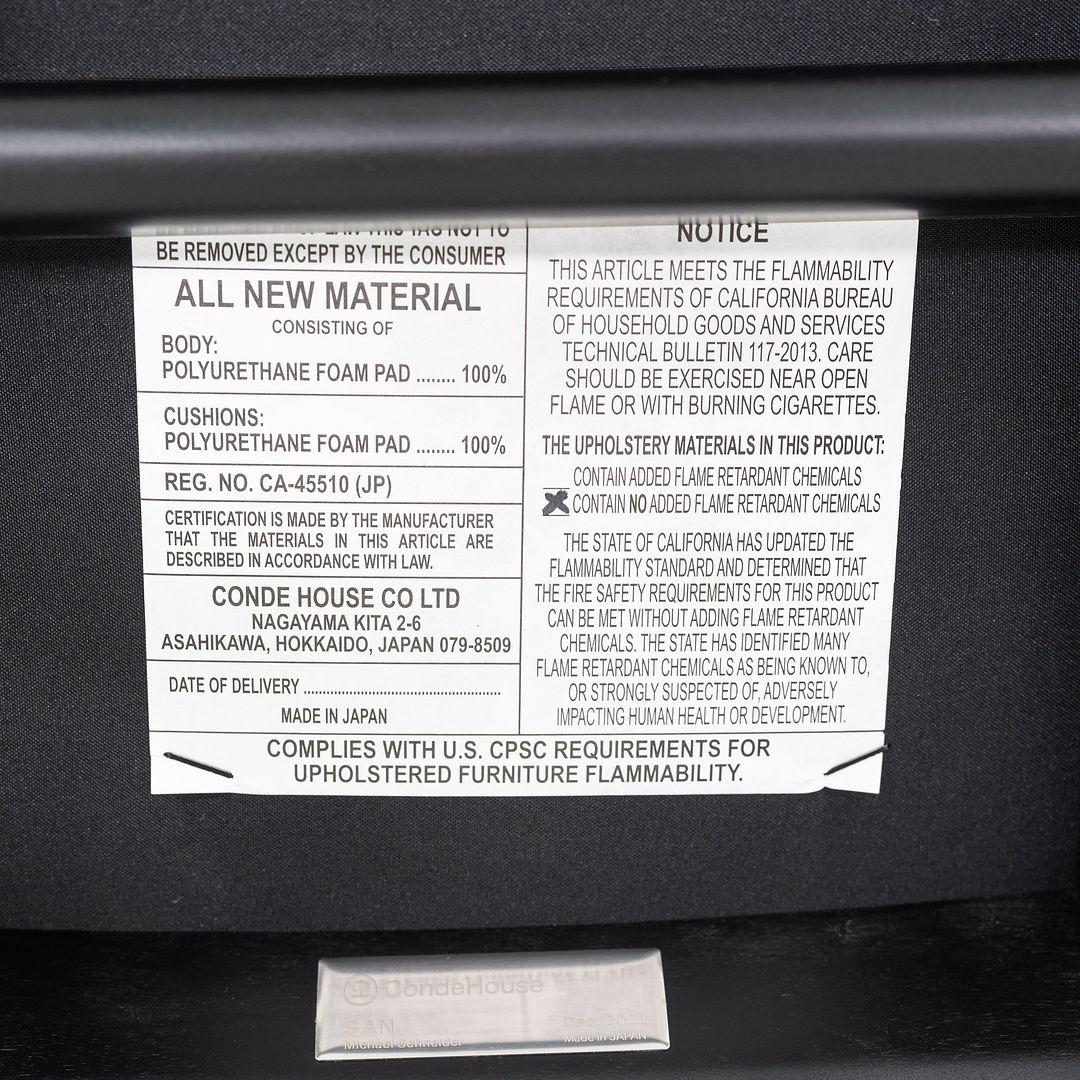 LAW THIS TAG NOT TO
BE REMOVED EXCEPT BY THE CONSUMER
ALL NEW MATERIAL
CONSISTING OF
BODY:
POLYURETHANE FOAM PAD ........ 100%
CUSHIONS:
POLYURETHANE FOAM PAD ........ 100%
REG. NO. CA-45510 (JP)
CERTIFICATION IS MADE BY THE MANUFACTURER
THAT THE MATERIALS IN THIS ARTICLE ARE
DESCRIBED IN ACCORDANCE WITH LAW.
CONDE HOUSE CO LTD
NAGAYAMA KITA 2-6
ASAHIKAWA, HOKKAIDO, JAPAN 079-8509
DATE OF DELIVERY ..................................................
MADE IN JAPAN
NOTICE
THIS ARTICLE MEETS THE FLAMMABILITY
REQUIREMENTS OF CALIFORNIA BUREAU
OF HOUSEHOLD GOODS AND SERVICES
TECHNICAL BULLETIN 117-2013. CARE
SHOULD BE EXERCISED NEAR OPEN
FLAME OR WITH BURNING CIGARETTES.
THE UPHOLSTERY MATERIALS IN THIS PRODUCT:
___ CONTAIN ADDED FLAME RETARDANT CHEMICALS
X CONTAIN NO ADDED FLAME RETARDANT CHEMICALS
THE STATE OF CALIFORNIA HAS UPDATED THE
FLAMMABILITY STANDARD AND DETERMINED THAT
THE FIRE SAFETY REQUIREMENTS FOR THIS PRODUCT
CAN BE MET WITHOUT ADDING FLAME RETARDANT
CHEMICALS. THE STATE HAS IDENTIFIED MANY
FLAME RETARDANT CHEMICALS AS BEING KNOWN TO,
OR STRONGLY SUSPECTED OF, ADVERSELY
IMPACTING HUMAN HEALTH OR DEVELOPMENT.
COMPLIES WITH U.S. CPSC REQUIREMENTS FOR
UPHOLSTERED FURNITURE FLAMMABILITY.
CondeHouse
SAN
Michael Schneider
Made in JAPAN